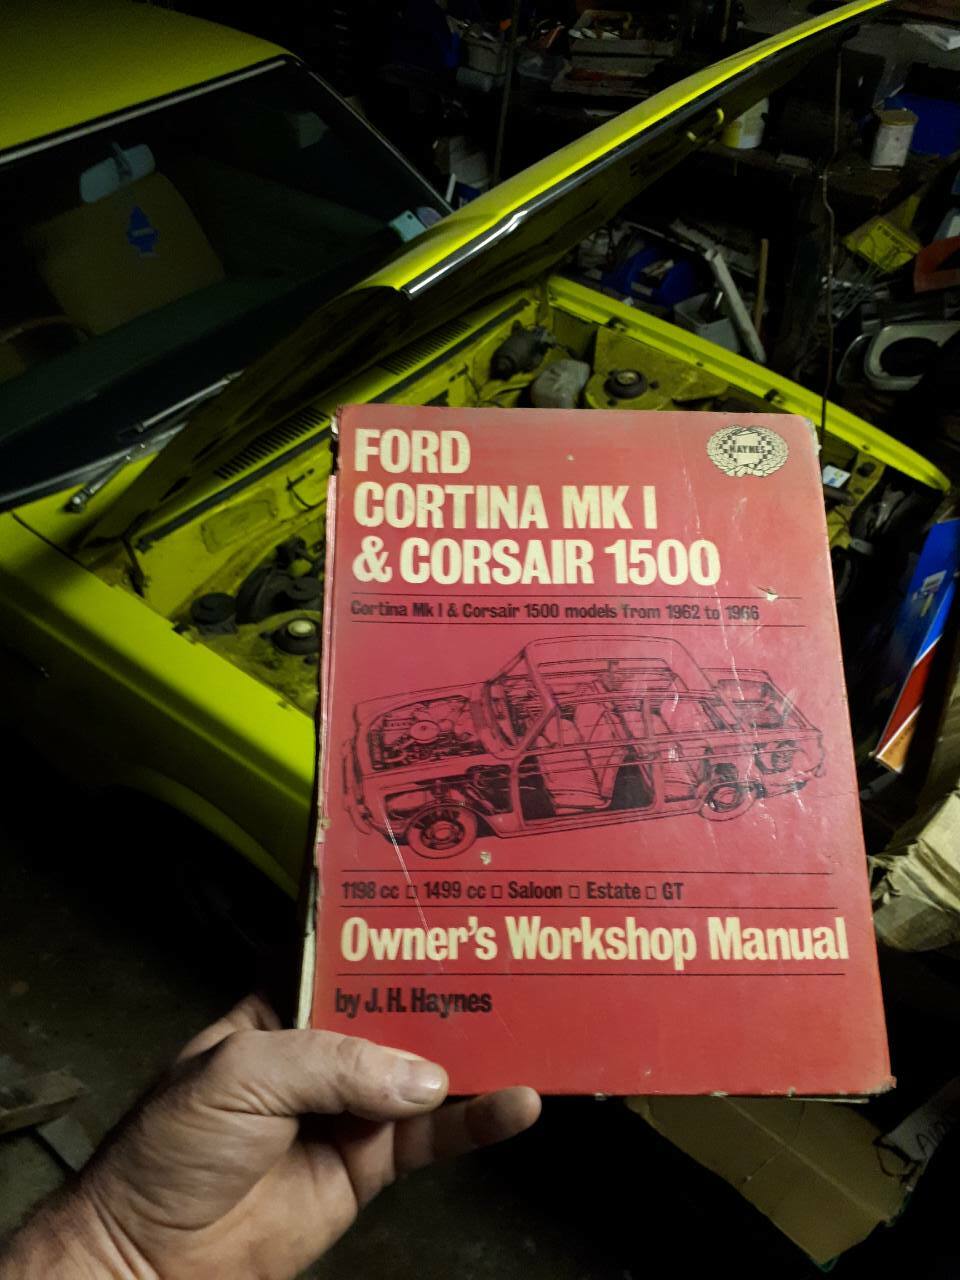 FORD
CORTINA MK I
& CORSAIR 1500
HAYNES
Cortina Mk I & Corsair 1500 models from 1962 to 1966
1198 cc □ 1499 cc □ Saloon □ Estate □ GT
Owner's Workshop Manual
by J. H. Haynes